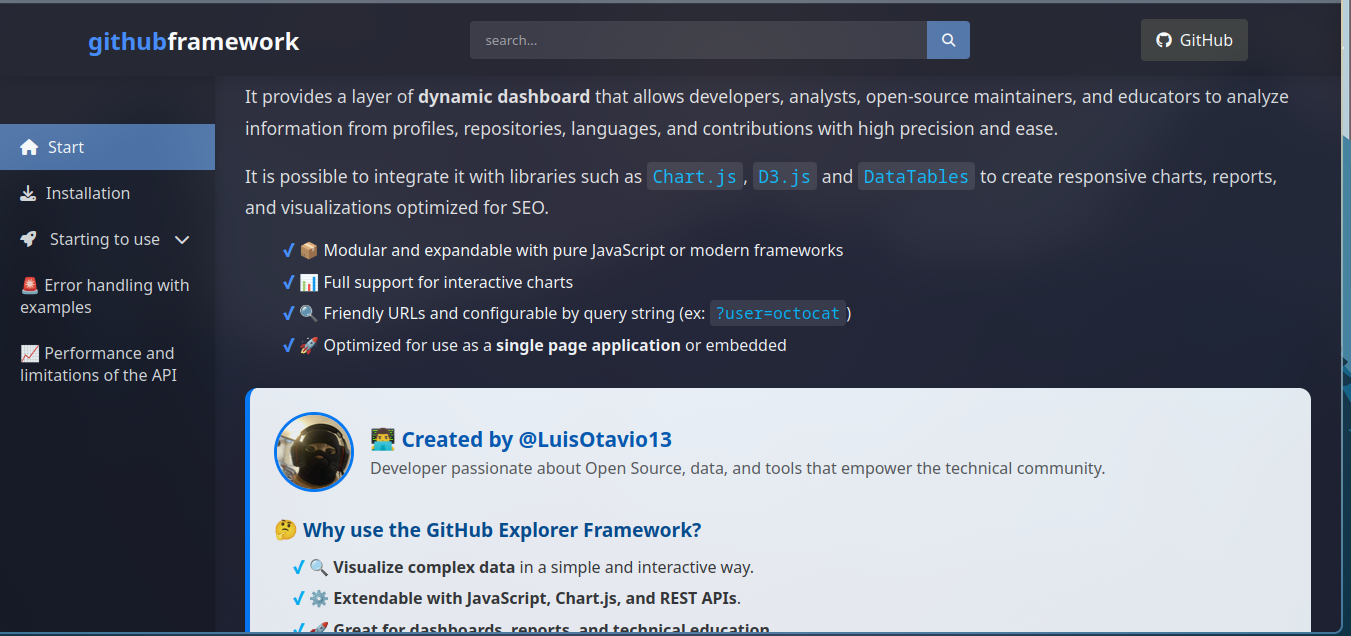 githubframework
search...
GitHub
Start
Installation
Starting to use
Error handling with
examples
Performance and
limitations of the API
It provides a layer of dynamic dashboard that allows developers, analysts, open-source maintainers, and educators to analyze
information from profiles, repositories, languages, and contributions with high precision and ease.
It is possible to integrate it with libraries such as Chart.js, D3.js and DataTables to create responsive charts, reports,
and visualizations optimized for SEO.
✔ 📦 Modular and expandable with pure JavaScript or modern frameworks
✔ 📊 Full support for interactive charts
✔ 🔍 Friendly URLs and configurable by query string (ex: ?user=octocat)
✔ 🚀 Optimized for use as a single page application or embedded
👨‍💻 Created by @LuisOtavio13
Developer passionate about Open Source, data, and tools that empower the technical community.
🤔 Why use the GitHub Explorer Framework?
✔ 🔍 Visualize complex data in a simple and interactive way.
✔ ⚙️ Extendable with JavaScript, Chart.js, and REST APIs.
✔ 🚀 Great for dashboards, reports, and technical education